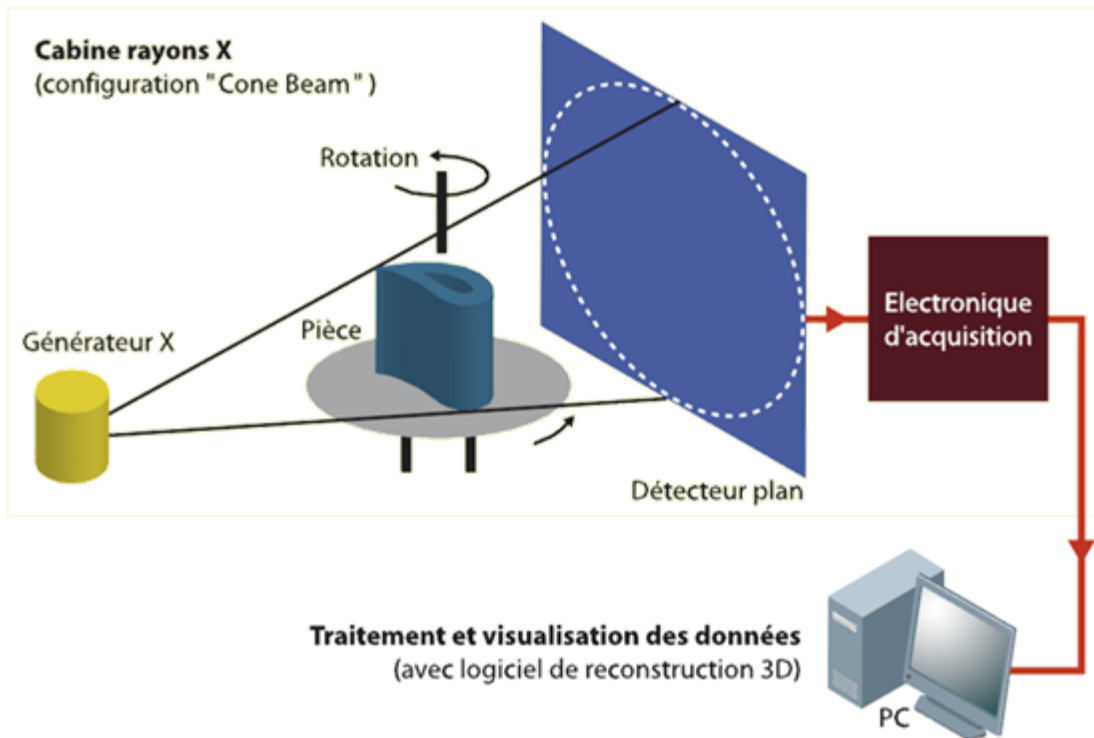 Cabine rayons X
(configuration "Cone Beam" )
Rotation
Pièce
Générateur X
Electronique
d'acquisition
Détecteur plan
Traitement et visualisation des données
(avec logiciel de reconstruction 3D)
PC